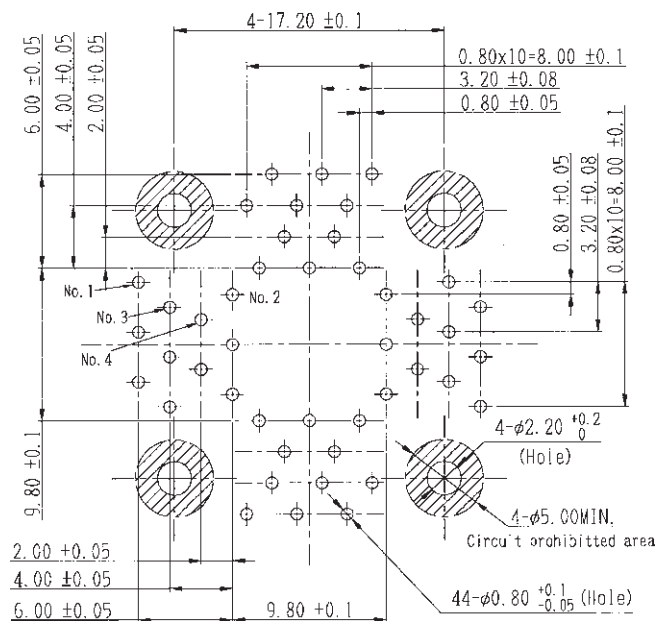 4-17.20 ±0.1
0.80x10=8.00 ±0.1
3.20 ±0.08
0.80 ±0.05
6.00 ±0.05
4.00 ±0.05
2.00 ±0.05
0.80 ±0.05
3.20 ±0.08
0.80x10=8.00 ±0.1
No.1
No.2
No.3
No.4
9.80 ±0.1
4-φ2.20 +0.2 0
(Hole)
4-φ5.00MIN.
Circuit prohibitted area
2.00 ±0.05
4.00 ±0.05
6.00 ±0.05
9.80 ±0.1
44-φ0.80 +0.1 -0.05 (Hole)